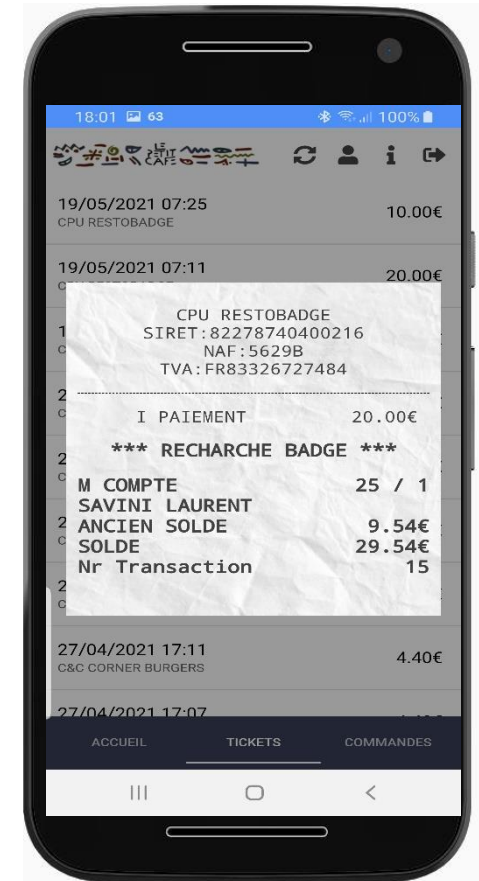 18:01 63 100%
LE PETIT CAFE
19/05/2021 07:25 10.00€
CPU RESTOBADGE
19/05/2021 07:11 20.00€
CPU RESTOBADGE
SIRET:82278740400216
NAF:5629B
TVA:FR83326727484
I PAIEMENT 20.00€
*** RECHARCHE BADGE ***
M COMPTE 25 / 1
SAVINI LAURENT
ANCIEN SOLDE 9.54€
SOLDE 29.54€
Nr Transaction 15
27/04/2021 17:11 4.40€
C&C CORNER BURGERS
27/04/2021 17:07
ACCUEIL TICKETS COMMANDES